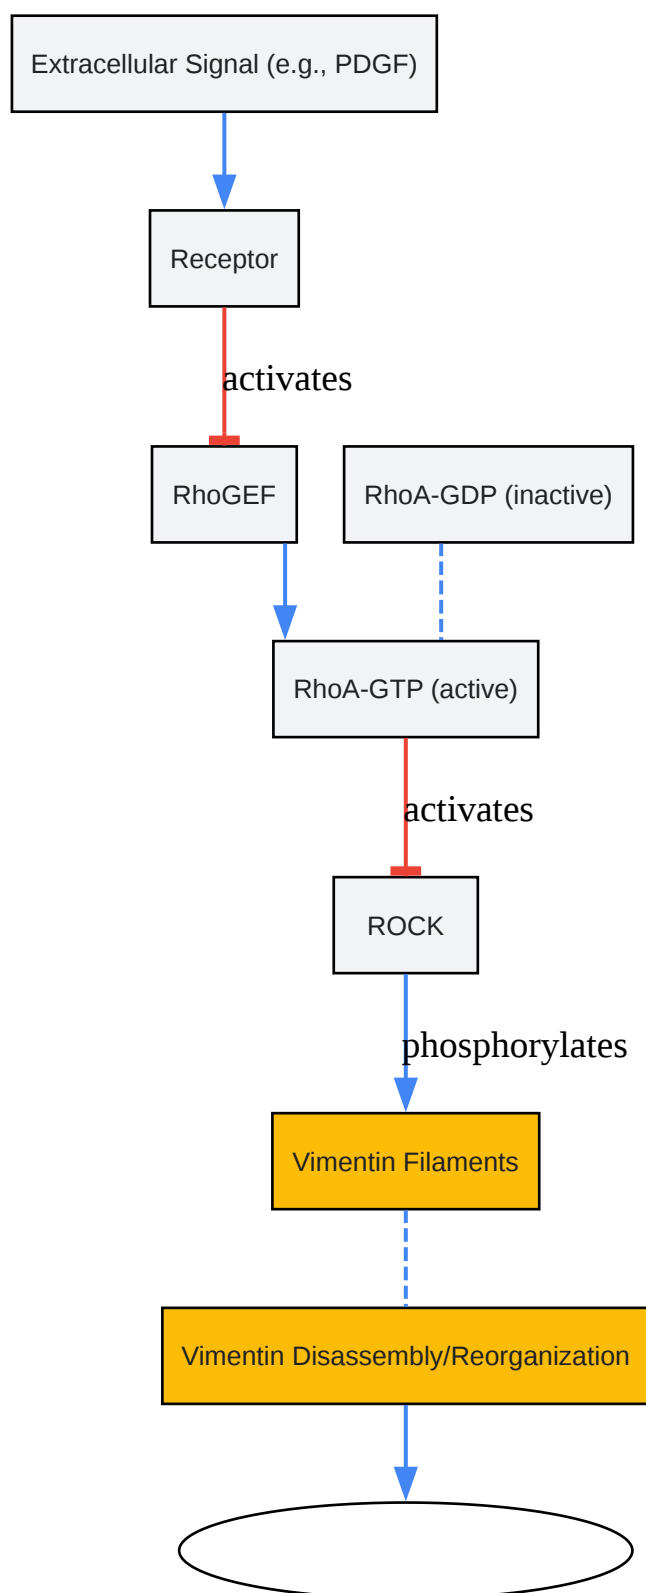 Extracellular Signal (e.g., PDGF)
Receptor
activates
RhoGEF
RhoA-GDP (inactive)
RhoA-GTP (active)
activates
ROCK
phosphorylates
Vimentin Filaments
Vimentin Disassembly/Reorganization